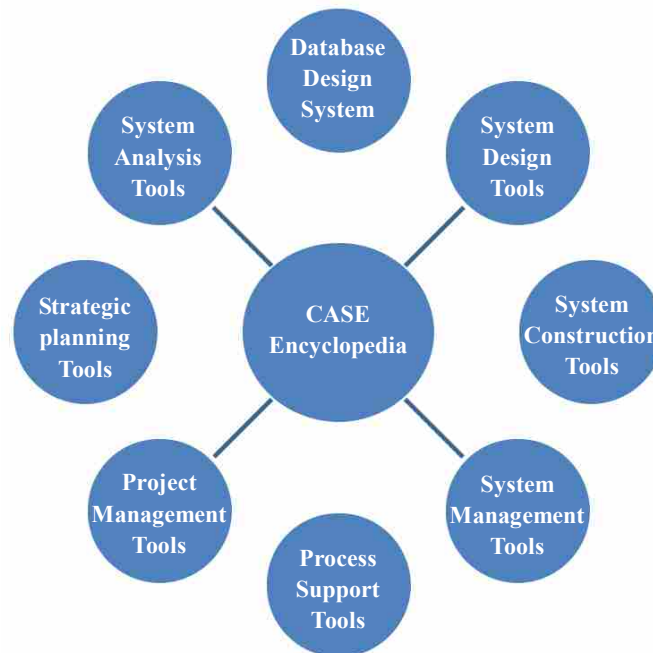 Database
Design
System
System
Analysis
Tools
System
Design
Tools
Strategic
planning
Tools
CASE
Encyclopedia
System
Construction
Tools
Project
Management
Tools
System
Management
Tools
Process
Support
Tools